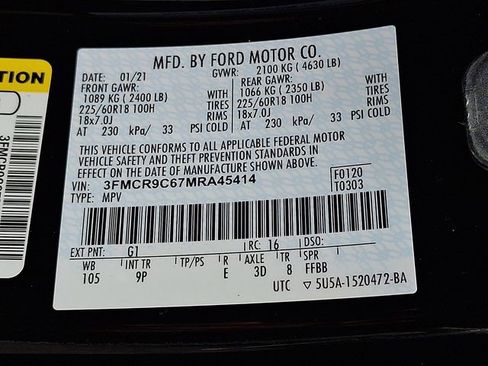 MFD. BY FORD MOTOR CO.
DATE: 01/21 GVWR: 2100 KG ( 4630 LB)
FRONT GAWR: REAR GAWR:
1089 KG ( 2400 LB) 1066 KG ( 2350 LB)
225/60R18 100H TIRES 225/60R18 100H TIRES
18x7.0J RIMS 18x7.0J RIMS
AT 230 kPa/ 33 PSI COLD AT 230 kPa/ 33 PSI COLD
THIS VEHICLE CONFORMS TO ALL APPLICABLE FEDERAL MOTOR
VEHICLE SAFETY AND THEFT PREVENTION STANDARDS IN EFFECT
ON THE DATE OF MANUFACTURE SHOWN ABOVE.
VIN: 3FMCR9C67MRA45414 F0120
TYPE: MPV T0303
EXT PNT: G1 RC: 16 DSO:
WB INT TR TP/PS R AXLE TR SPR
105 9P E 3D 8 FFBB
UTC ▽ 5U5A-1520472-BA